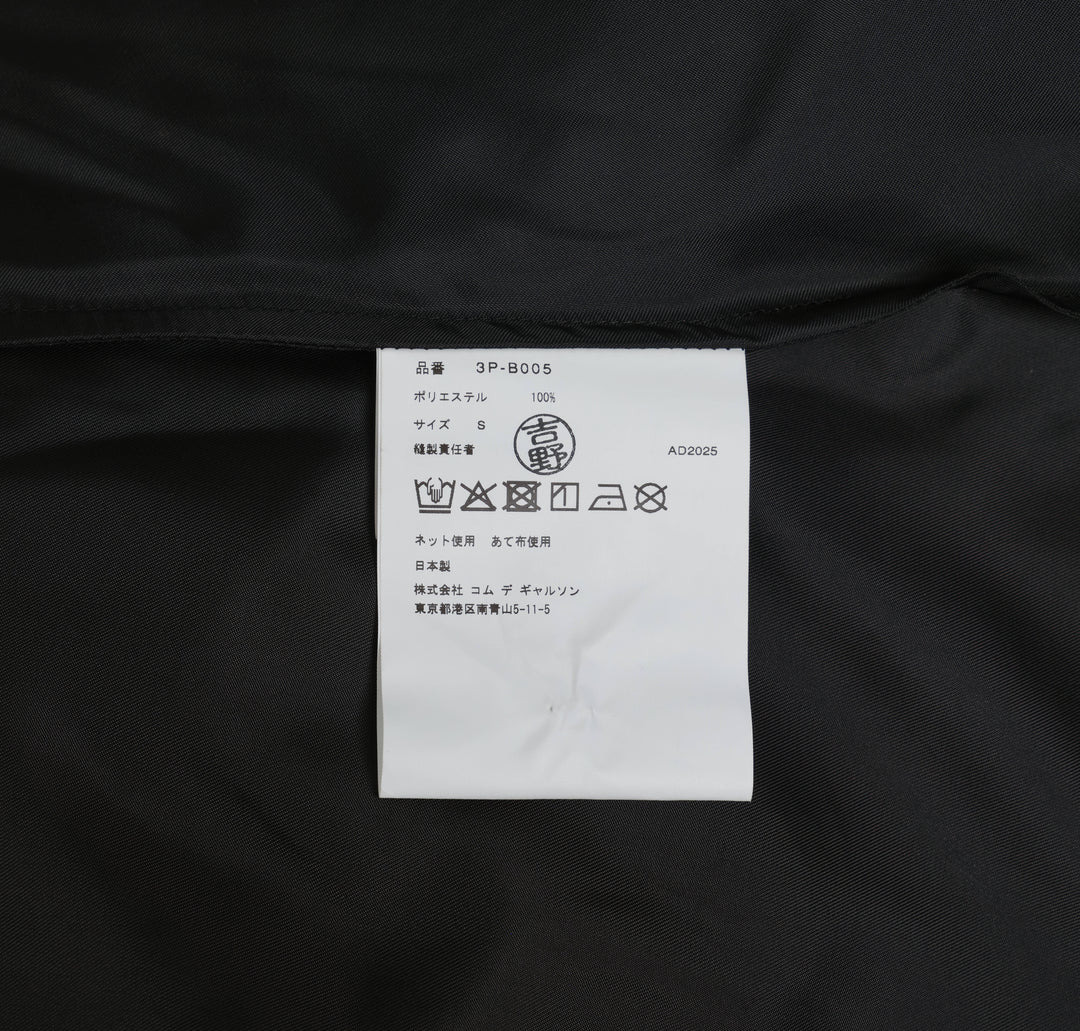 品番 3P-B005
ポリエステル 100%
サイズ S
吉野
縫製責任者 AD2025
ネット使用 あて布使用
日本製
株式会社 コム デ ギャルソン
東京都港区南青山5-11-5